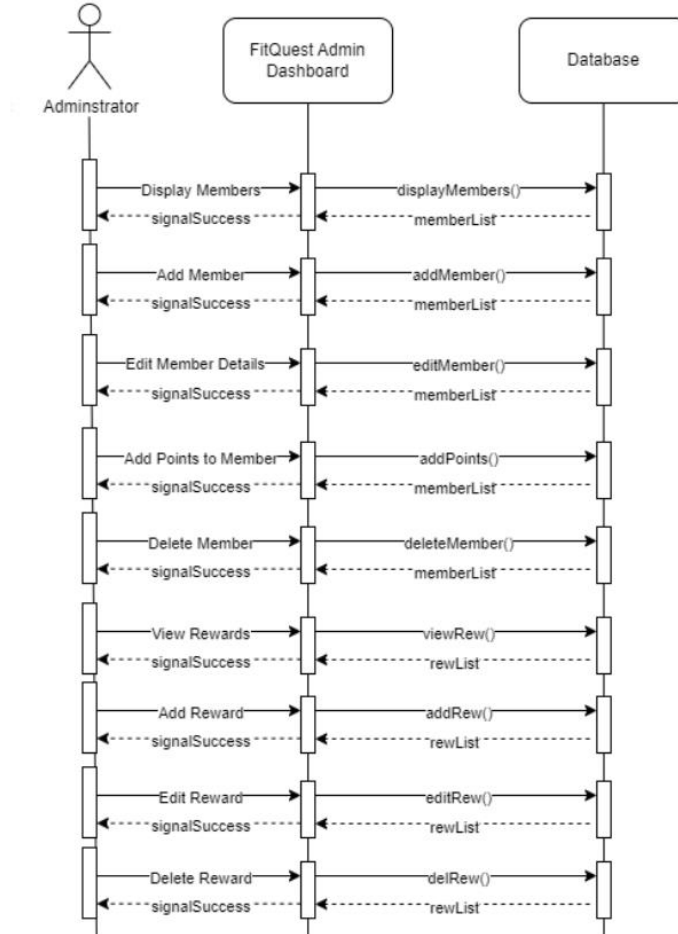 FitQuest Admin
Dashboard
Database
Adminstrator
Display Members
displayMembers()
signalSuccess
memberList
Add Member
addMember()
signalSuccess
memberList
Edit Member Details
editMember()
signalSuccess
memberList
Add Points to Member
addPoints()
signalSuccess
memberList
Delete Member
deleteMember()
signalSuccess
memberList
View Rewards
viewRew()
signalSuccess
rewList
Add Reward
addRew()
signalSuccess
rewList
Edit Reward
editRew()
signalSuccess
rewList
Delete Reward
delRew()
signalSuccess
rewList